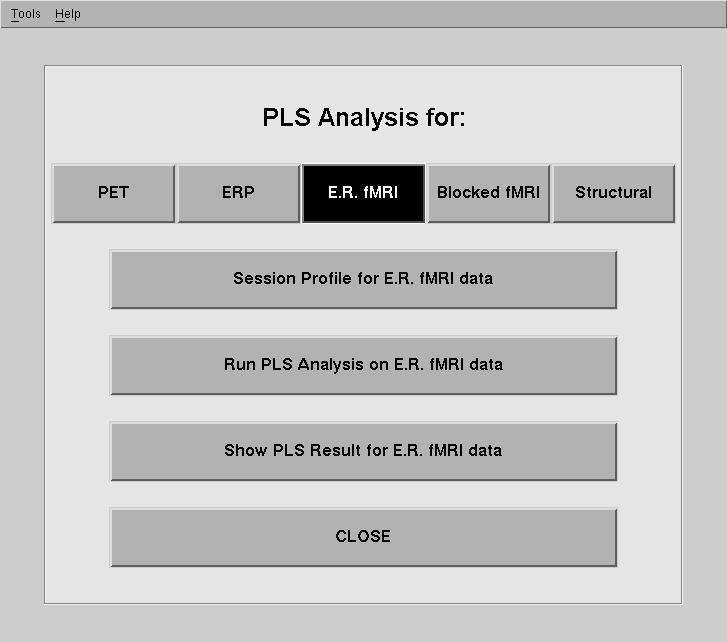 Tools Help
PLS Analysis for:
PET ERP E.R. fMRI Blocked fMRI Structural
Session Profile for E.R. fMRI data
Run PLS Analysis on E.R. fMRI data
Show PLS Result for E.R. fMRI data
CLOSE